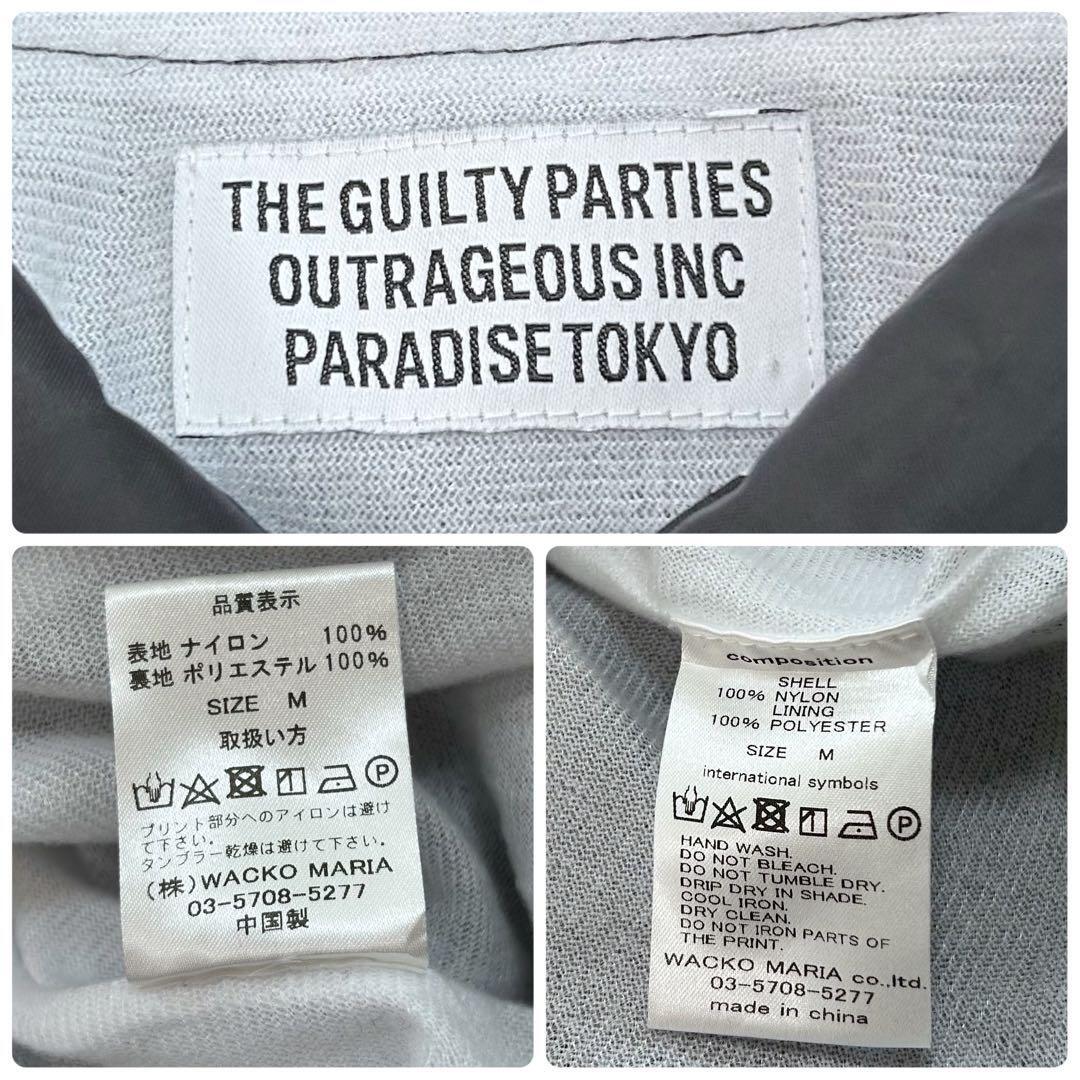 THE GUILTY PARTIES
OUTRAGEOUS INC
PARADISE TOKYO
品質表示
表地 ナイロン 100%
裏地 ポリエステル 100%
SIZE M
取扱い方
P
プリント部分へのアイロンは避け
て下さい。
タンブラー乾燥は避けて下さい。
(株)WACKO MARIA
03-5708-5277
中国製
composition
SHELL
100% NYLON
LINING
100% POLYESTER
SIZE M
international symbols
P
HAND WASH.
DO NOT BLEACH.
DO NOT TUMBLE DRY.
DRIP DRY IN SHADE.
COOL IRON.
DRY CLEAN.
DO NOT IRON PARTS OF
THE PRINT.
WACKO MARIA co.,ltd.
03-5708-5277
made in china